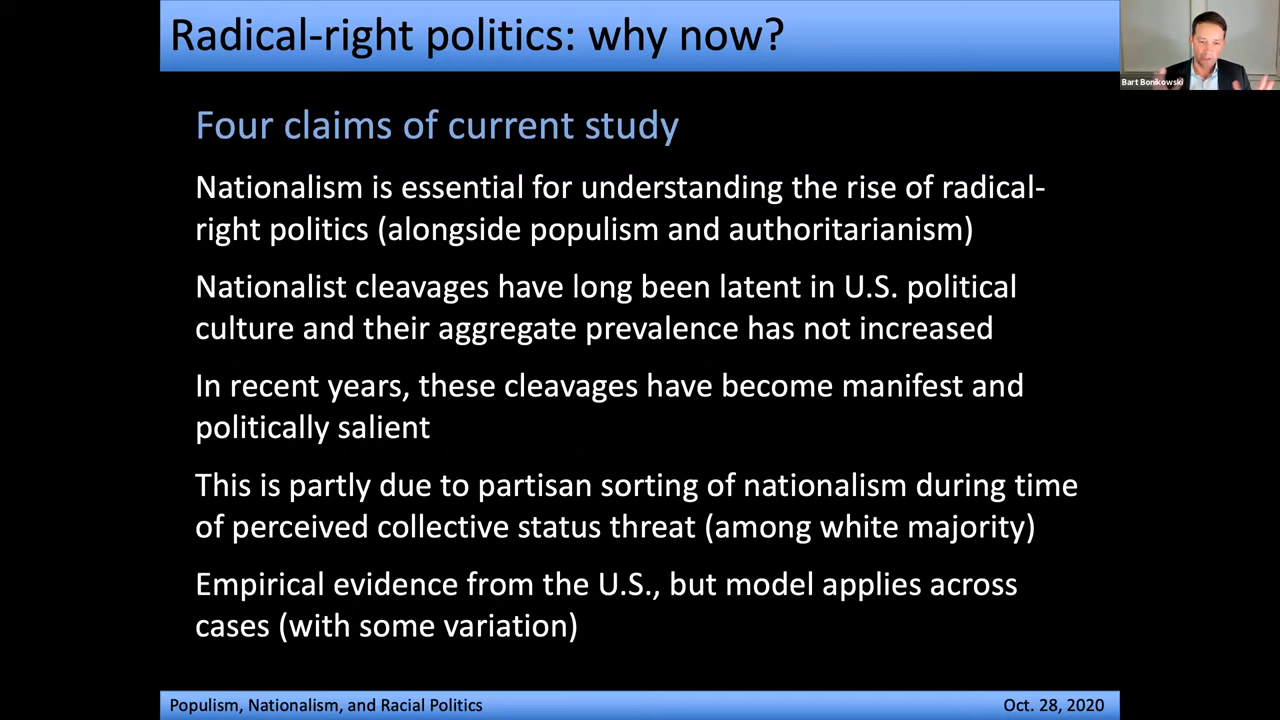 Radical-right politics: why now?
Bart Bonikowski
Four claims of current study
Nationalism is essential for understanding the rise of radical-
right politics (alongside populism and authoritarianism)
Nationalist cleavages have long been latent in U.S. political
culture and their aggregate prevalence has not increased
In recent years, these cleavages have become manifest and
politically salient
This is partly due to partisan sorting of nationalism during time
of perceived collective status threat (among white majority)
Empirical evidence from the U.S., but model applies across
cases (with some variation)
Populism, Nationalism, and Racial Politics
Oct. 28, 2020